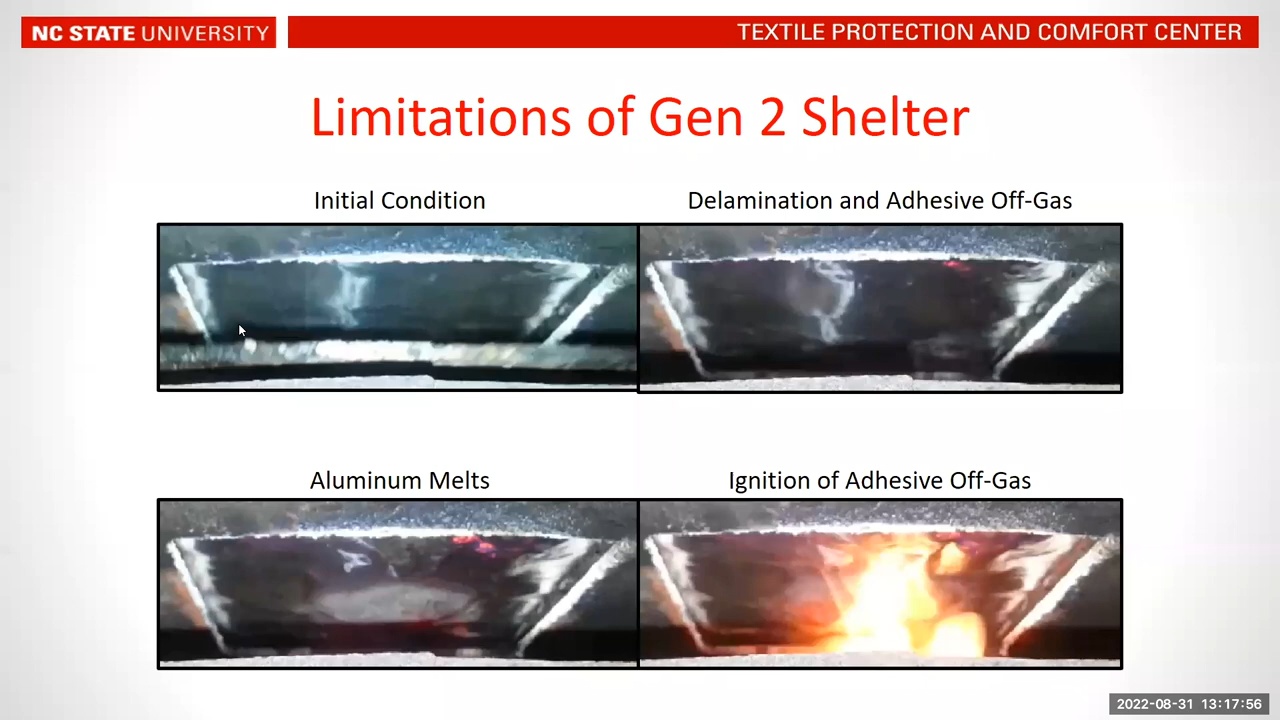 NC STATE UNIVERSITY
TEXTILE PROTECTION AND COMFORT CENTER
Limitations of Gen 2 Shelter
Initial Condition
Delamination and Adhesive Off-Gas
Aluminum Melts
Ignition of Adhesive Off-Gas
2022-08-31 13:17:56